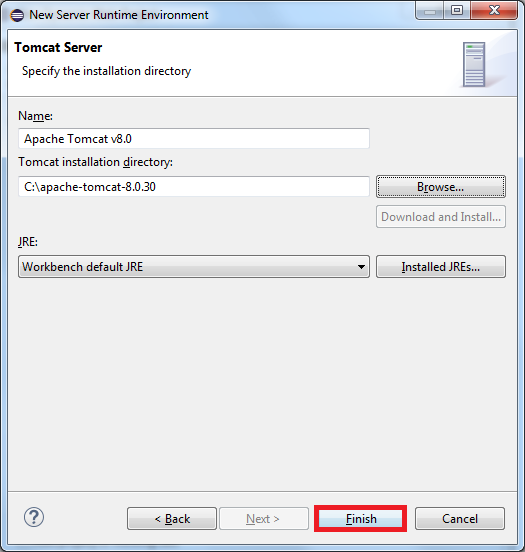 New Server Runtime Environment
Tomcat Server
Specify the installation directory
Name:
Apache Tomcat v8.0
Tomcat installation directory:
C:\apache-tomcat-8.0.30
Browse...
Download and Install...
JRE:
Workbench default JRE
Installed JREs...
?
< Back
Next >
Finish
Cancel